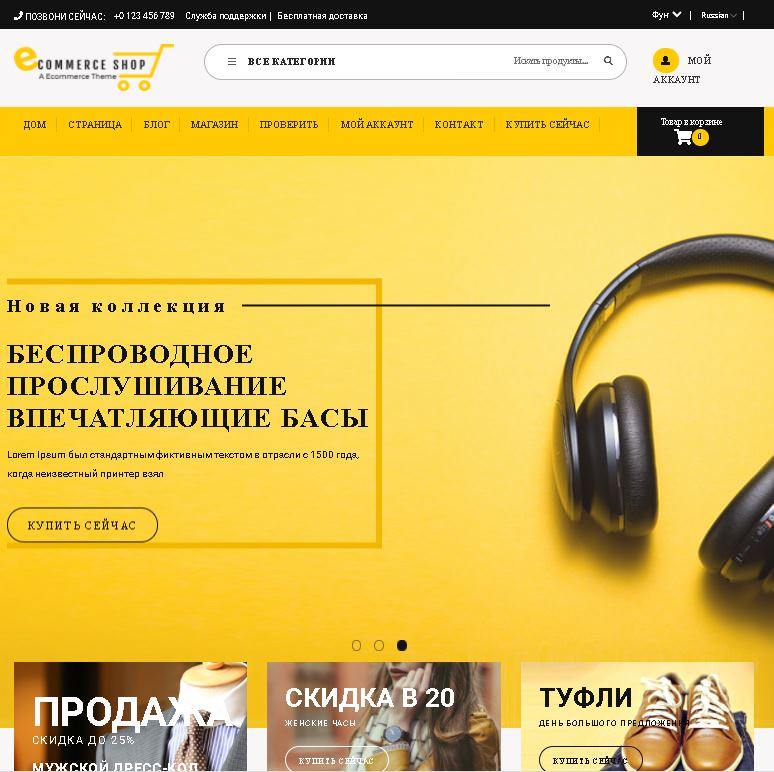 ПОЗВОНИ СЕЙЧАС: +0 123 456 789 Служба поддержки | Бесплатная доставка
Фунт | Russian |
eCOMMERCE SHOP
A Ecommerce Theme
ВСЕ КАТЕГОРИИ
Искать продукты...
МОЙ
АККАУНТ
ДОМ СТРАНИЦА БЛОГ МАГАЗИН ПРОВЕРИТЬ МОЙ АККАУНТ КОНТАКТ КУПИТЬ СЕЙЧАС
Товар в корзине
0
Новая коллекция
БЕСПРОВОДНОЕ
ПРОСЛУШИВАНИЕ
ВПЕЧАТЛЯЮЩИЕ БАСЫ
Lorem Ipsum был стандартным фиктивным текстом в отрасли с 1500 года,
когда неизвестный принтер взял
КУПИТЬ СЕЙЧАС
ПРОДАЖА
СКИДКА ДО 25%
МУЖСКОЙ ДРЕСС-КОД
СКИДКА В 20
ЖЕНСКИЕ ЧАСЫ
КУПИТЬ СЕЙЧАС
ТУФЛИ
ДЕНЬ БОЛЬШОГО ПРЕДЛОЖЕНИЯ
КУПИТЬ СЕЙЧАС